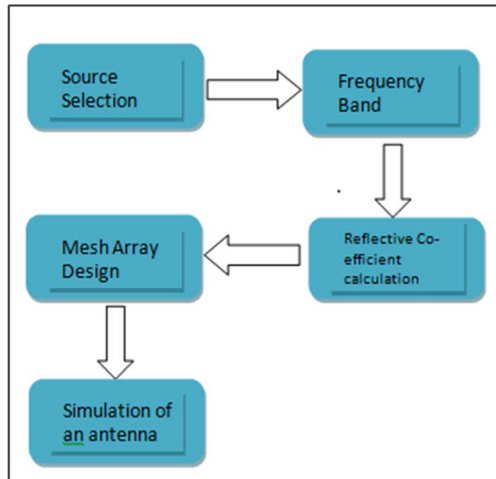 Source
Selection
Frequency
Band
Reflective Co-
efficient
calculation
Mesh Array
Design
Simulation of
an antenna